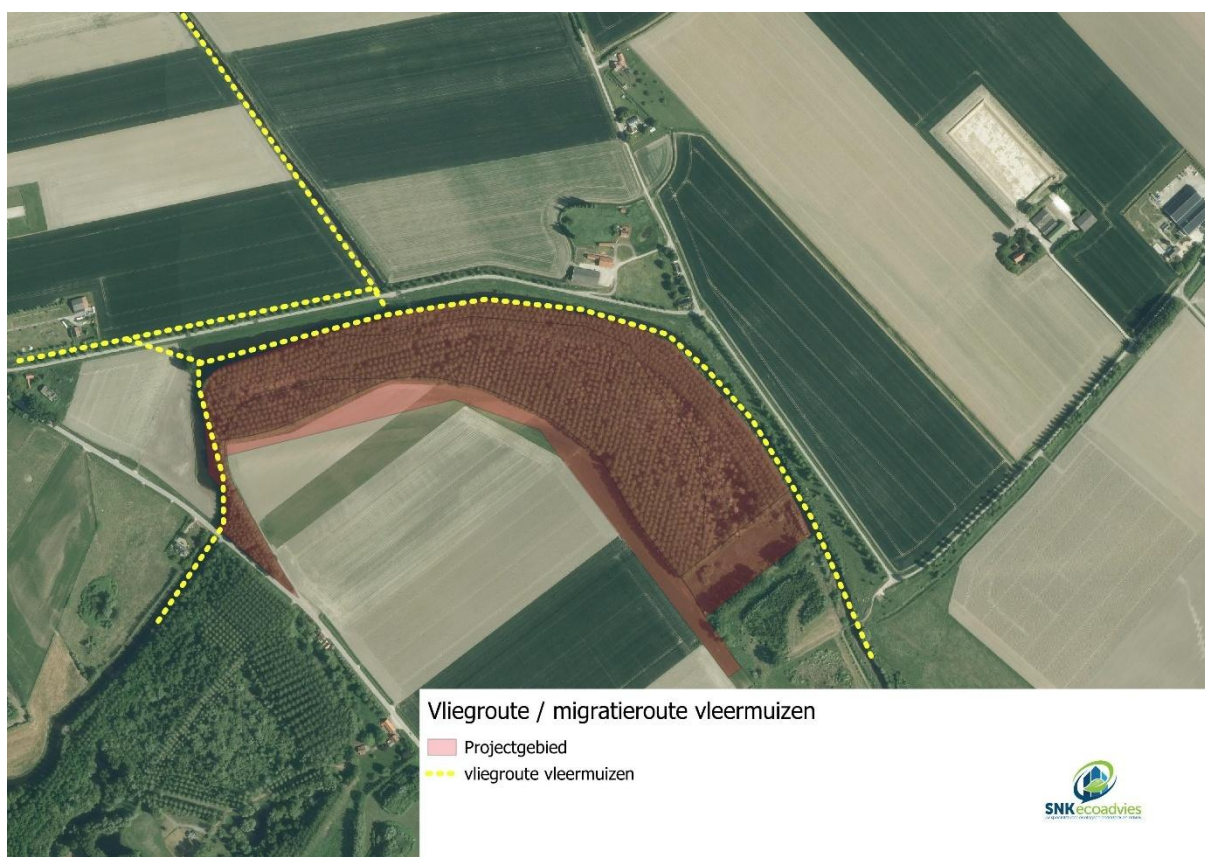 Vliegroute / migratieroute vleermuizen
Projectgebied
vliegroute vleermuizen
SNKecoadvies